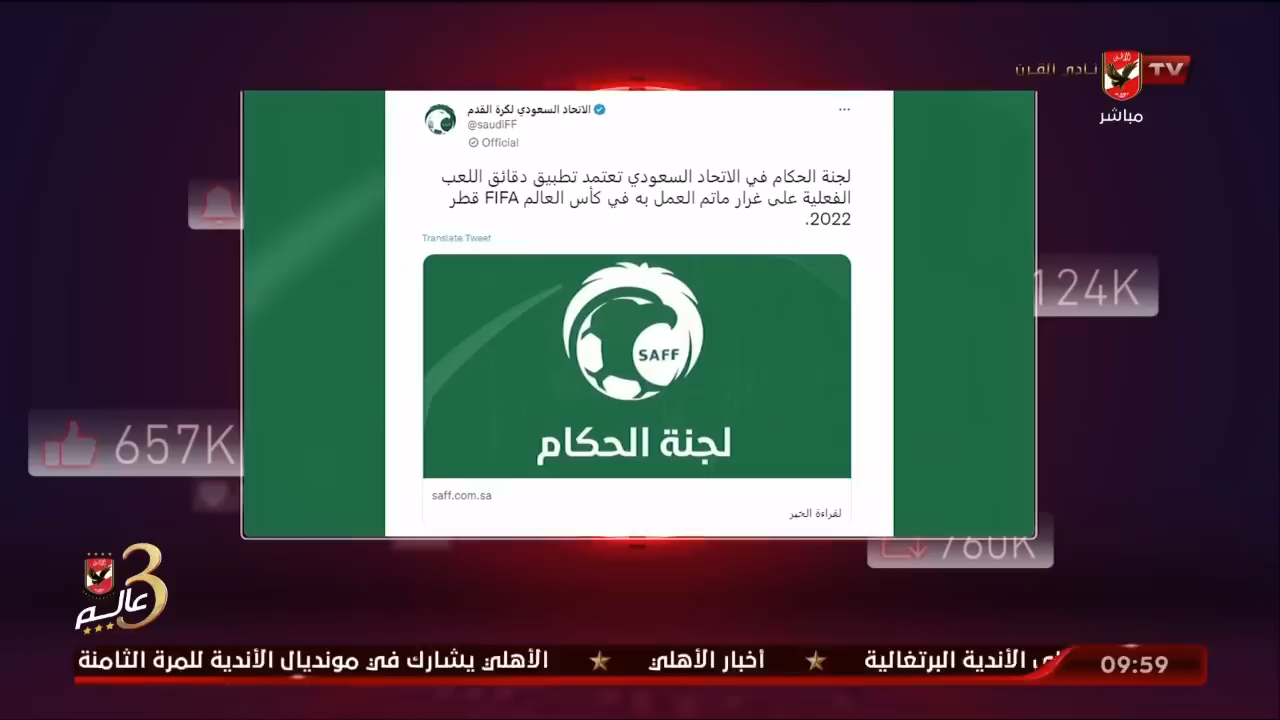 نادي القرن
TV
مباشر
الاتحاد السعودي لكرة القدم
@saudiFF
Official
لجنة الحكام في الاتحاد السعودي تعتمد تطبيق دقائق اللعب
الفعلية على غرار ماتم العمل به في كأس العالم FIFA قطر
2022.
Translate Tweet
SAFF
لجنة الحكام
saff.com.sa
لقراءة الخبر
124K
657K
760K
3 عالم
09:59
الأندية البرتغالية ★ أخبار الأهلي ★ الأهلي يشارك في مونديال الأندية للمرة الثامنة